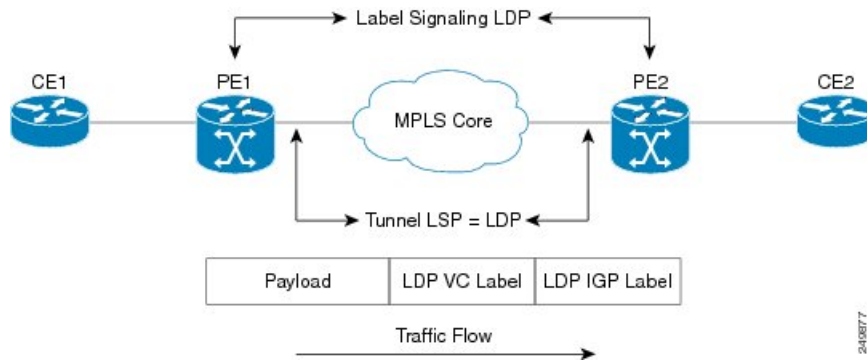 Label Signaling LDP
CE1
PE1
PE2
CE2
MPLS Core
Tunnel LSP = LDP
Payload
LDP VC Label
LDP IGP Label
Traffic Flow
249877